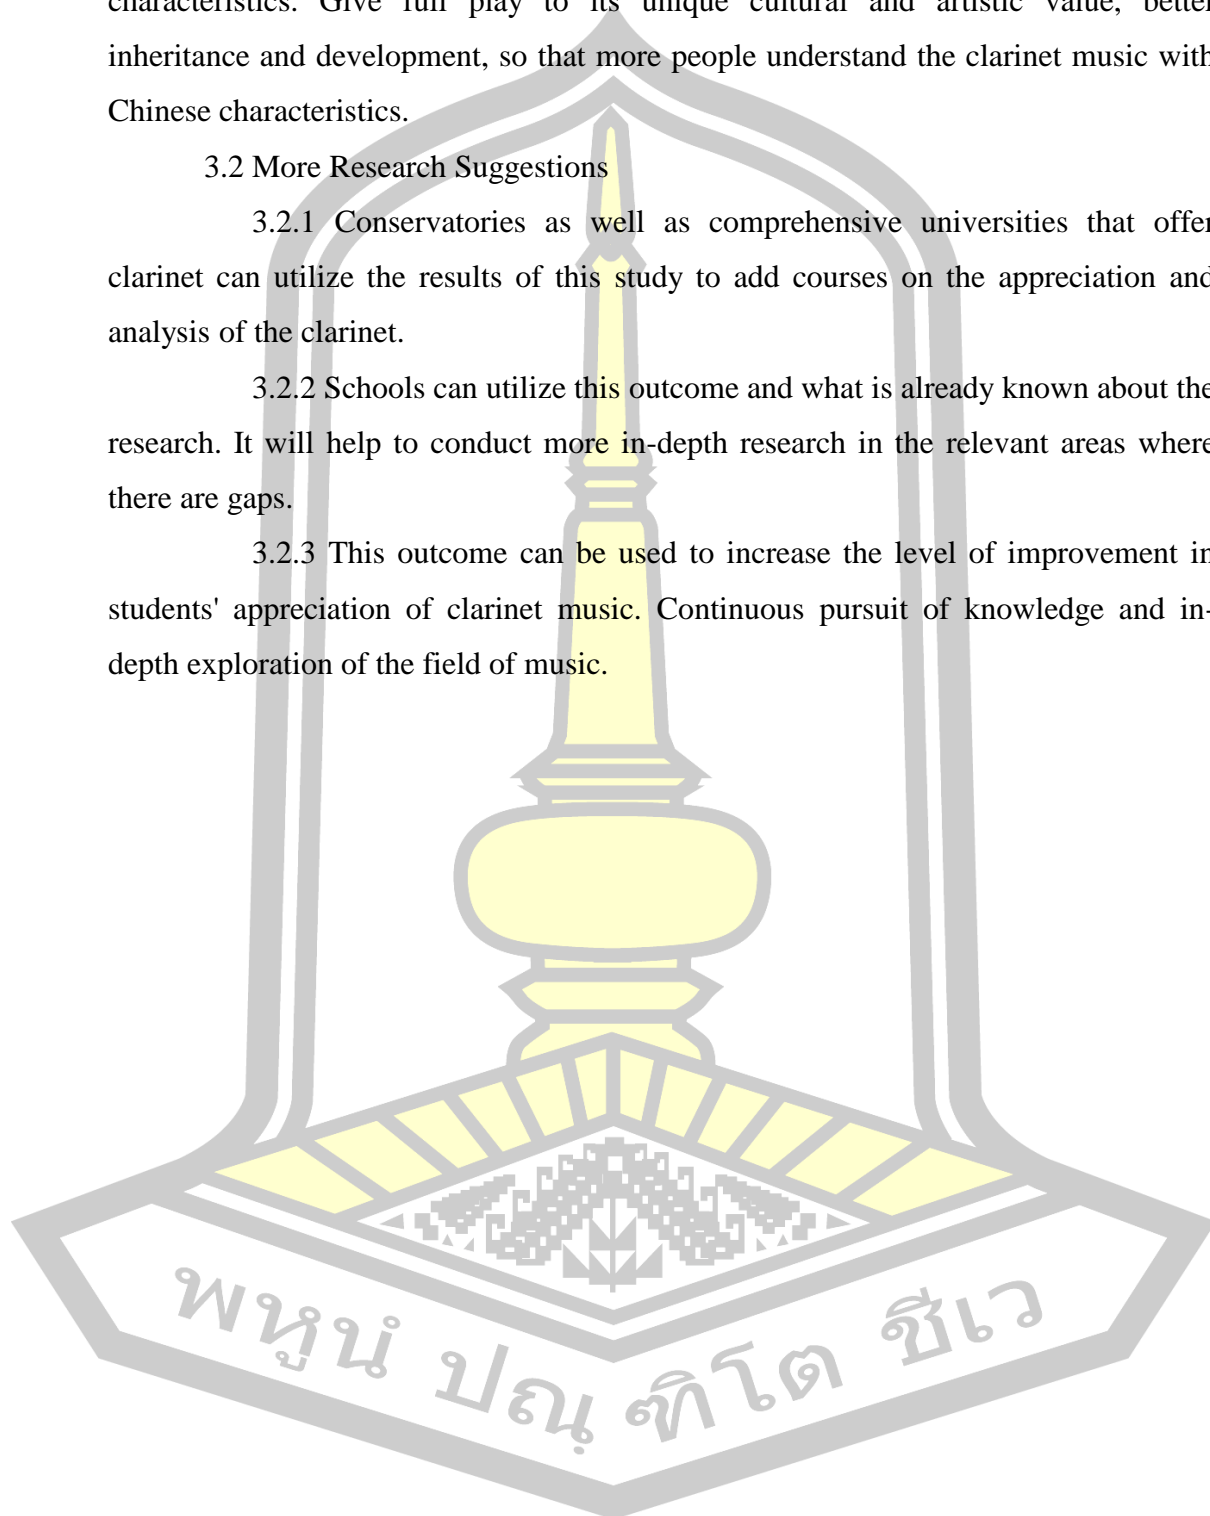 characteristics. Give full play to its unique cultural and artistic value, better
inheritance and development, so that more people understand the clarinet music with
Chinese characteristics.
3.2 More Research Suggestions
3.2.1 Conservatories as well as comprehensive universities that offer
clarinet can utilize the results of this study to add courses on the appreciation and
analysis of the clarinet.
3.2.2 Schools can utilize this outcome and what is already known about the
research. It will help to conduct more in-depth research in the relevant areas where
there are gaps.
3.2.3 This outcome can be used to increase the level of improvement in
students' appreciation of clarinet music. Continuous pursuit of knowledge and in-
depth exploration of the field of music.
พหูนํ ปณฺฑิโต ชีเว